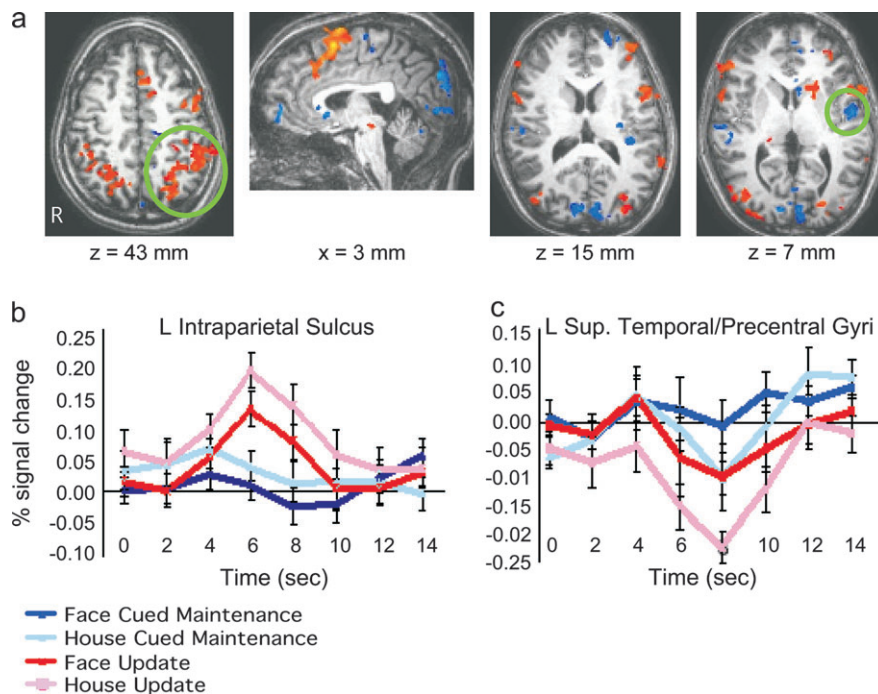 a
R
z = 43 mm
x = 3 mm
z = 15 mm
z = 7 mm
b
L Intraparietal Sulcus
% signal change
0.25
0.20
0.15
0.10
0.05
0.00
-0.05
-0.10
0 2 4 6 8 10 12 14
Time (sec)
c
L Sup. Temporal/Precentral Gyri
0.15
0.10
0.05
0.00
-0.05
-0.01
-0.15
-0.02
-0.25
0 2 4 6 8 10 12 14
Time (sec)
Face Cued Maintenance
House Cued Maintenance
Face Update
House Update